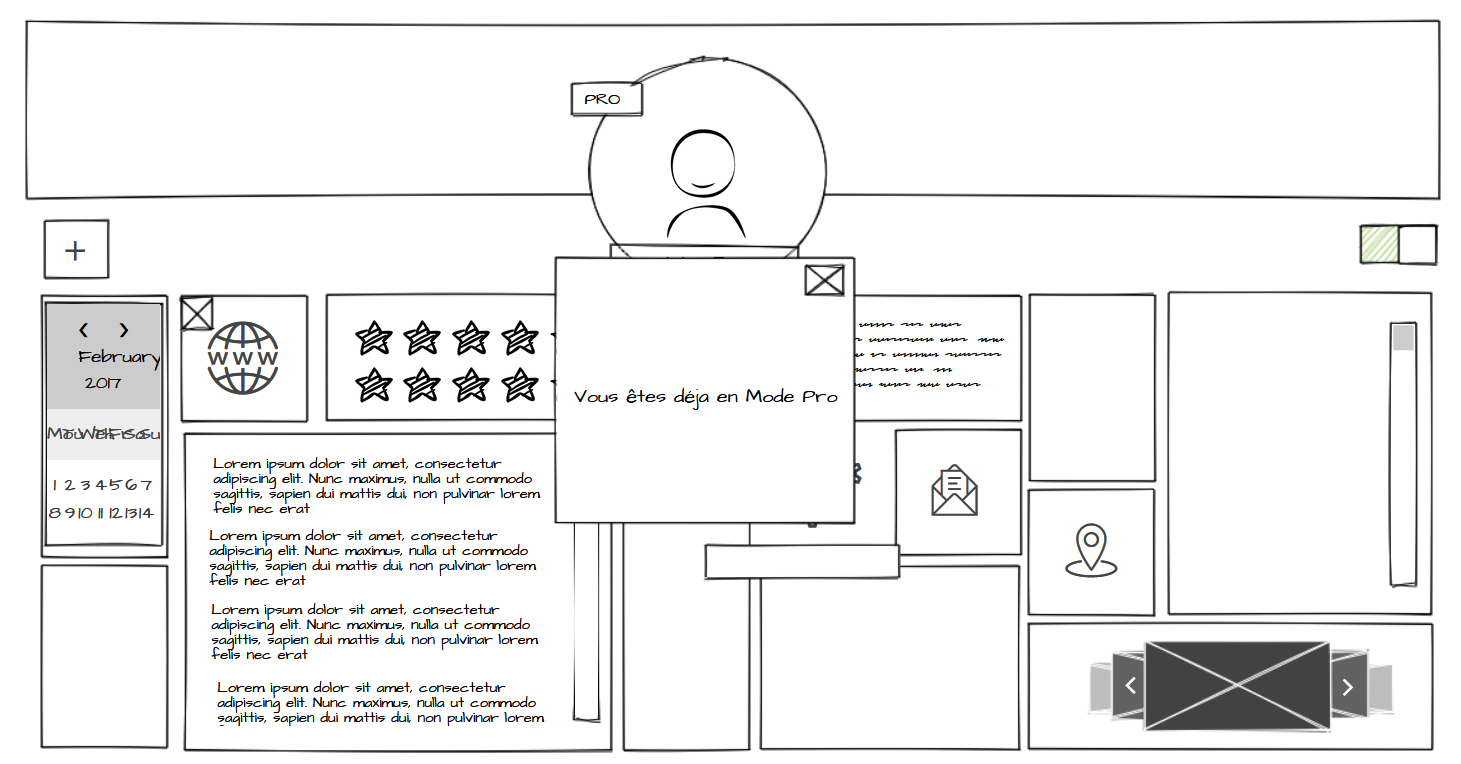 PRO
February
2017
WWW
Vous êtes déja en Mode Pro
1 2 3 4 5 6 7
8 9 10 11 12 13 14
Lorem ipsum dolor sit amet, consectetur
adipiscing elit. Nunc maximus, nulla ut commodo
sagittis, sapien dui mattis dui, non pulvinar lorem
felis nec erat
Lorem ipsum dolor sit amet, consectetur
adipiscing elit. Nunc maximus, nulla ut commodo
sagittis, sapien dui mattis dui, non pulvinar lorem
felis nec erat
Lorem ipsum dolor sit amet, consectetur
adipiscing elit. Nunc maximus, nulla ut commodo
sagittis, sapien dui mattis dui, non pulvinar lorem
felis nec erat
Lorem ipsum dolor sit amet, consectetur
adipiscing elit. Nunc maximus, nulla ut commodo
sagittis, sapien dui mattis dui, non pulvinar lorem